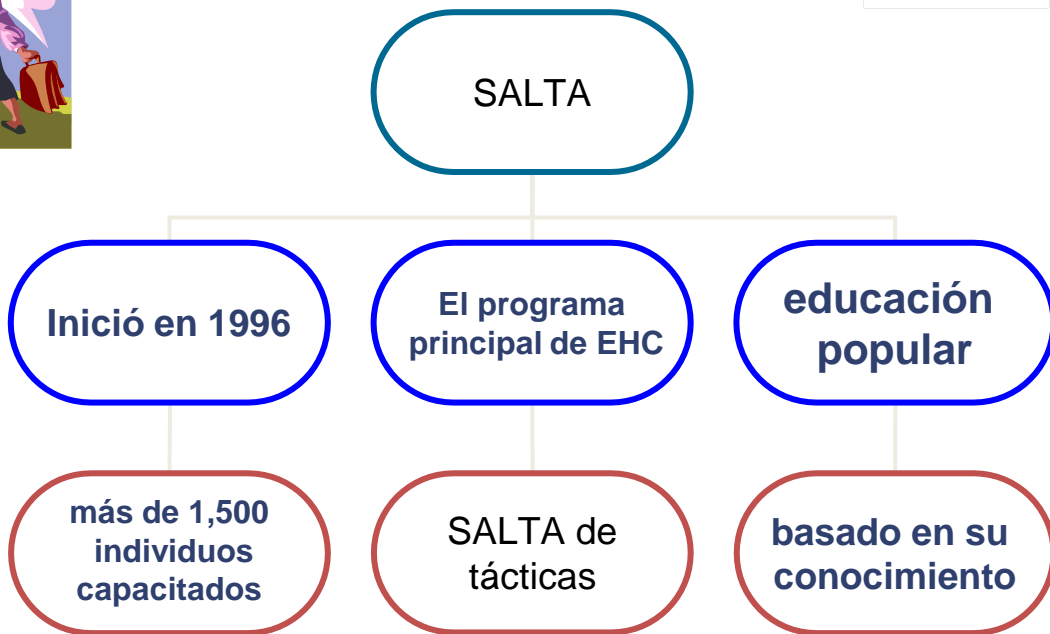 SALTA
Inició en 1996
El programa
principal de EHC
educación
popular
más de 1,500
individuos
capacitados
SALTA de
tácticas
basado en su
conocimiento